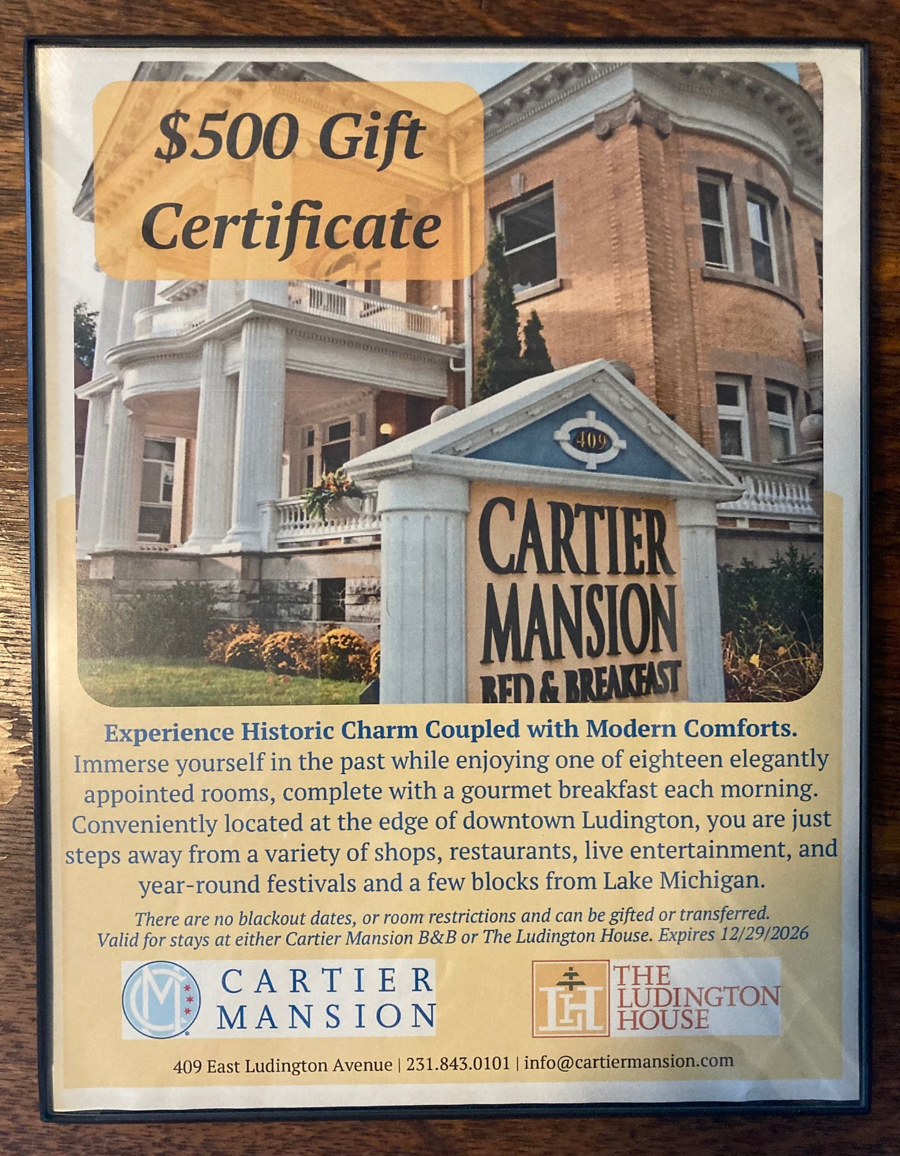 $500 Gift
Certificate
409
CARTIER
MANSION
BED & BREAKFAST
Experience Historic Charm Coupled with Modern Comforts.
Immerse yourself in the past while enjoying one of eighteen elegantly
appointed rooms, complete with a gourmet breakfast each morning.
Conveniently located at the edge of downtown Ludington, you are just
steps away from a variety of shops, restaurants, live entertainment, and
year-round festivals and a few blocks from Lake Michigan.
There are no blackout dates, or room restrictions and can be gifted or transferred.
Valid for stays at either Cartier Mansion B&B or The Ludington House. Expires 12/29/2026
CM
CARTIER
MANSION
LH
THE
LUDINGTON
HOUSE
409 East Ludington Avenue | 231.843.0101 | info@cartiermansion.com